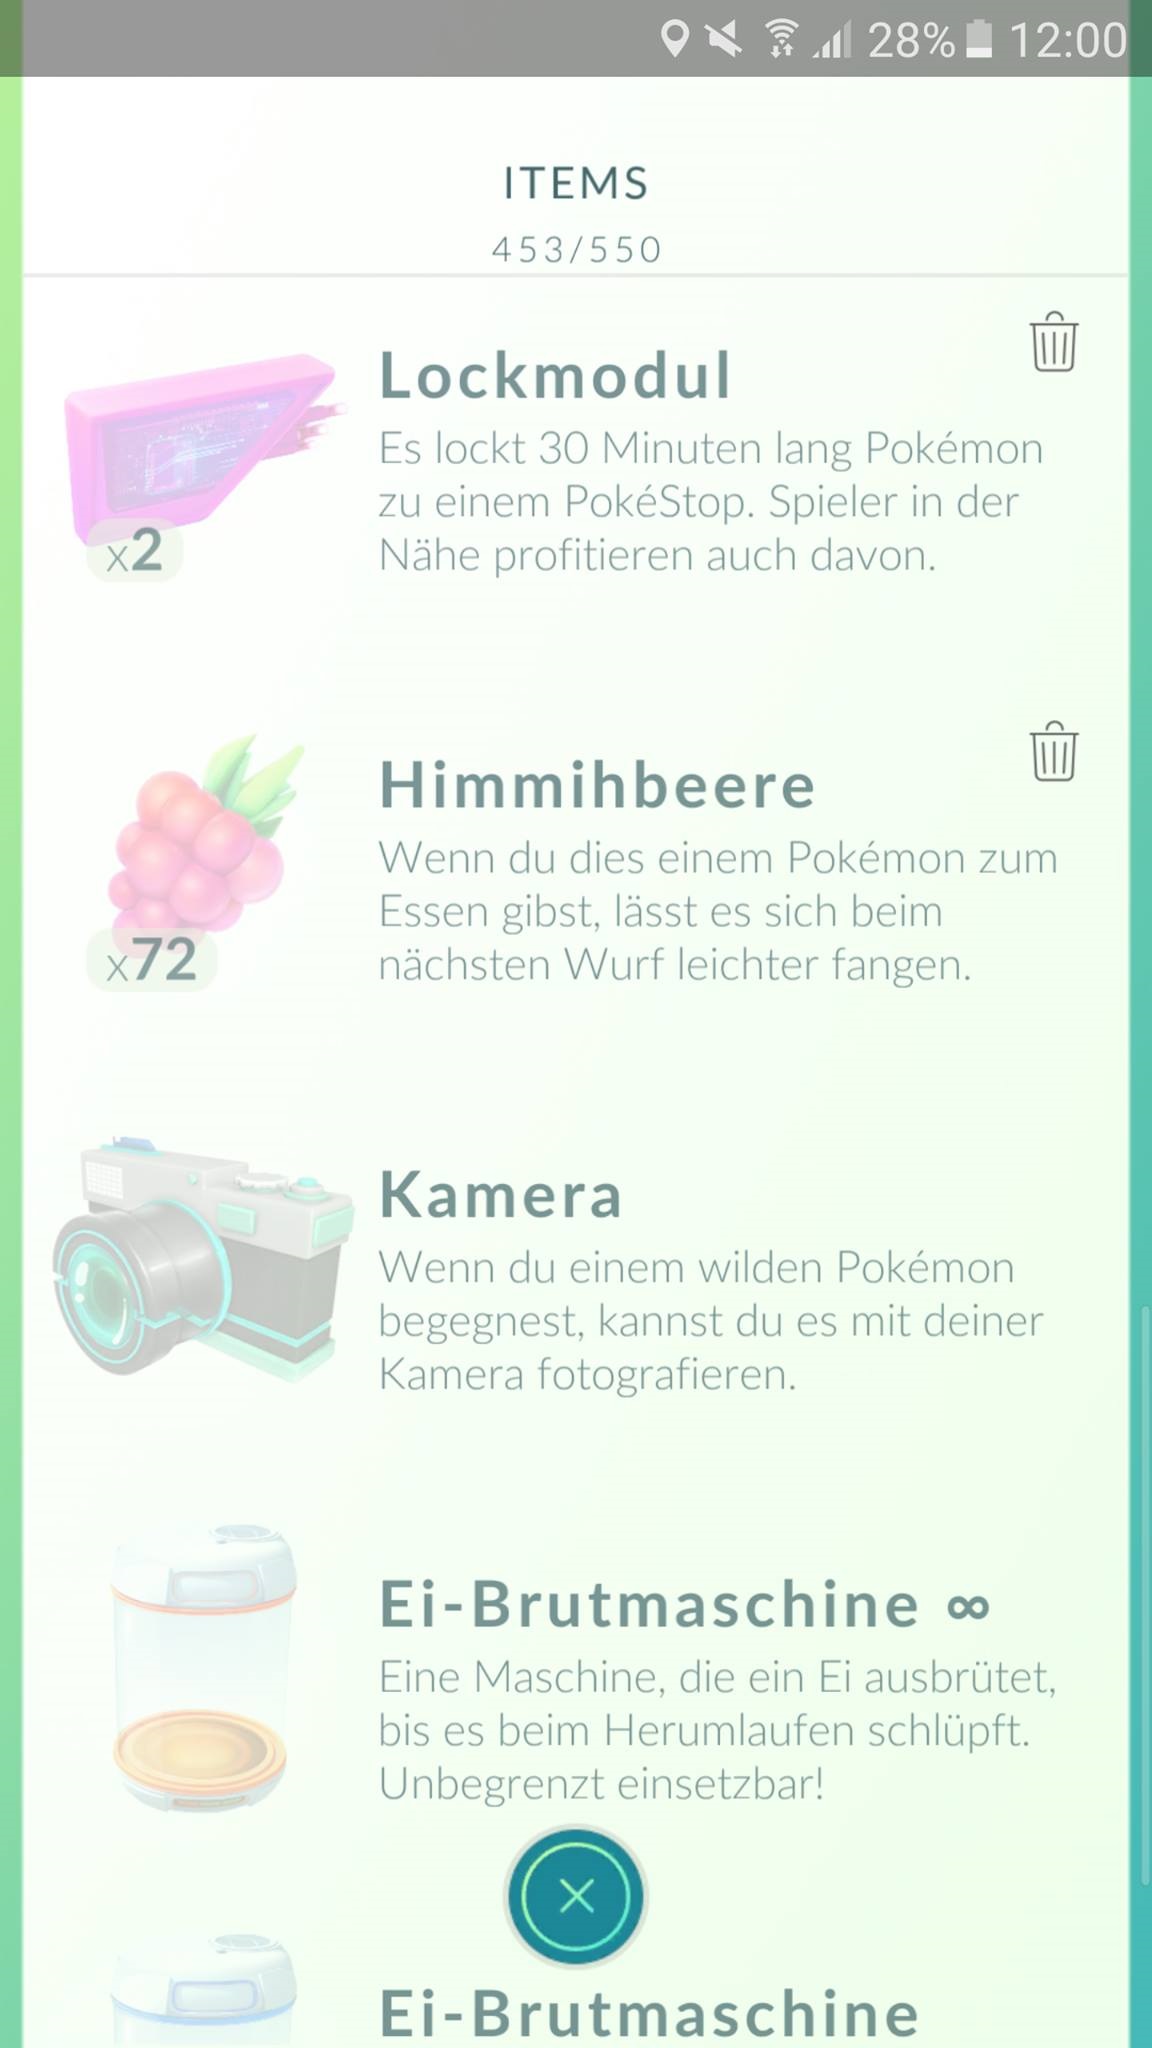 28% 12:00
ITEMS
453/550
Lockmodul
Es lockt 30 Minuten lang Pokémon
zu einem PokéStop. Spieler in der
Nähe profitieren auch davon.
x2
Himmihbeere
Wenn du dies einem Pokémon zum
Essen gibst, lässt es sich beim
nächsten Wurf leichter fangen.
x72
Kamera
Wenn du einem wilden Pokémon
begegnest, kannst du es mit deiner
Kamera fotografieren.
Ei-Brutmaschine ∞
Eine Maschine, die ein Ei ausbrütet,
bis es beim Herumlaufen schlüpft.
Unbegrenzt einsetzbar!
Ei-Brutmaschine